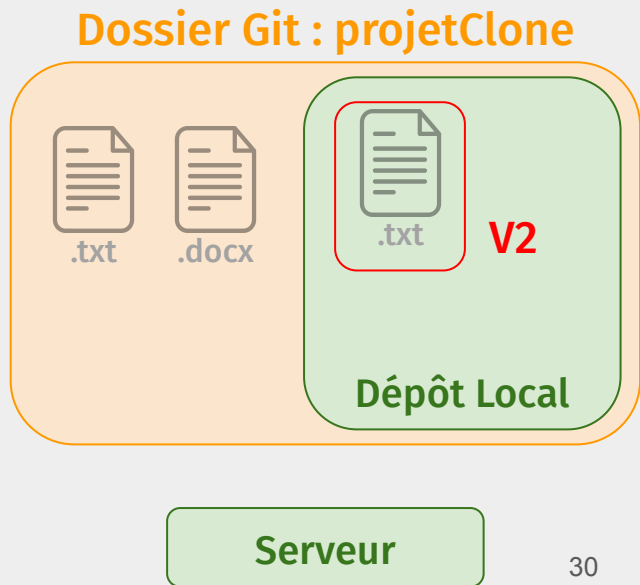 Dossier Git : projetClone
.txt
.docx
.txt
V2
Dépôt Local
Serveur
30